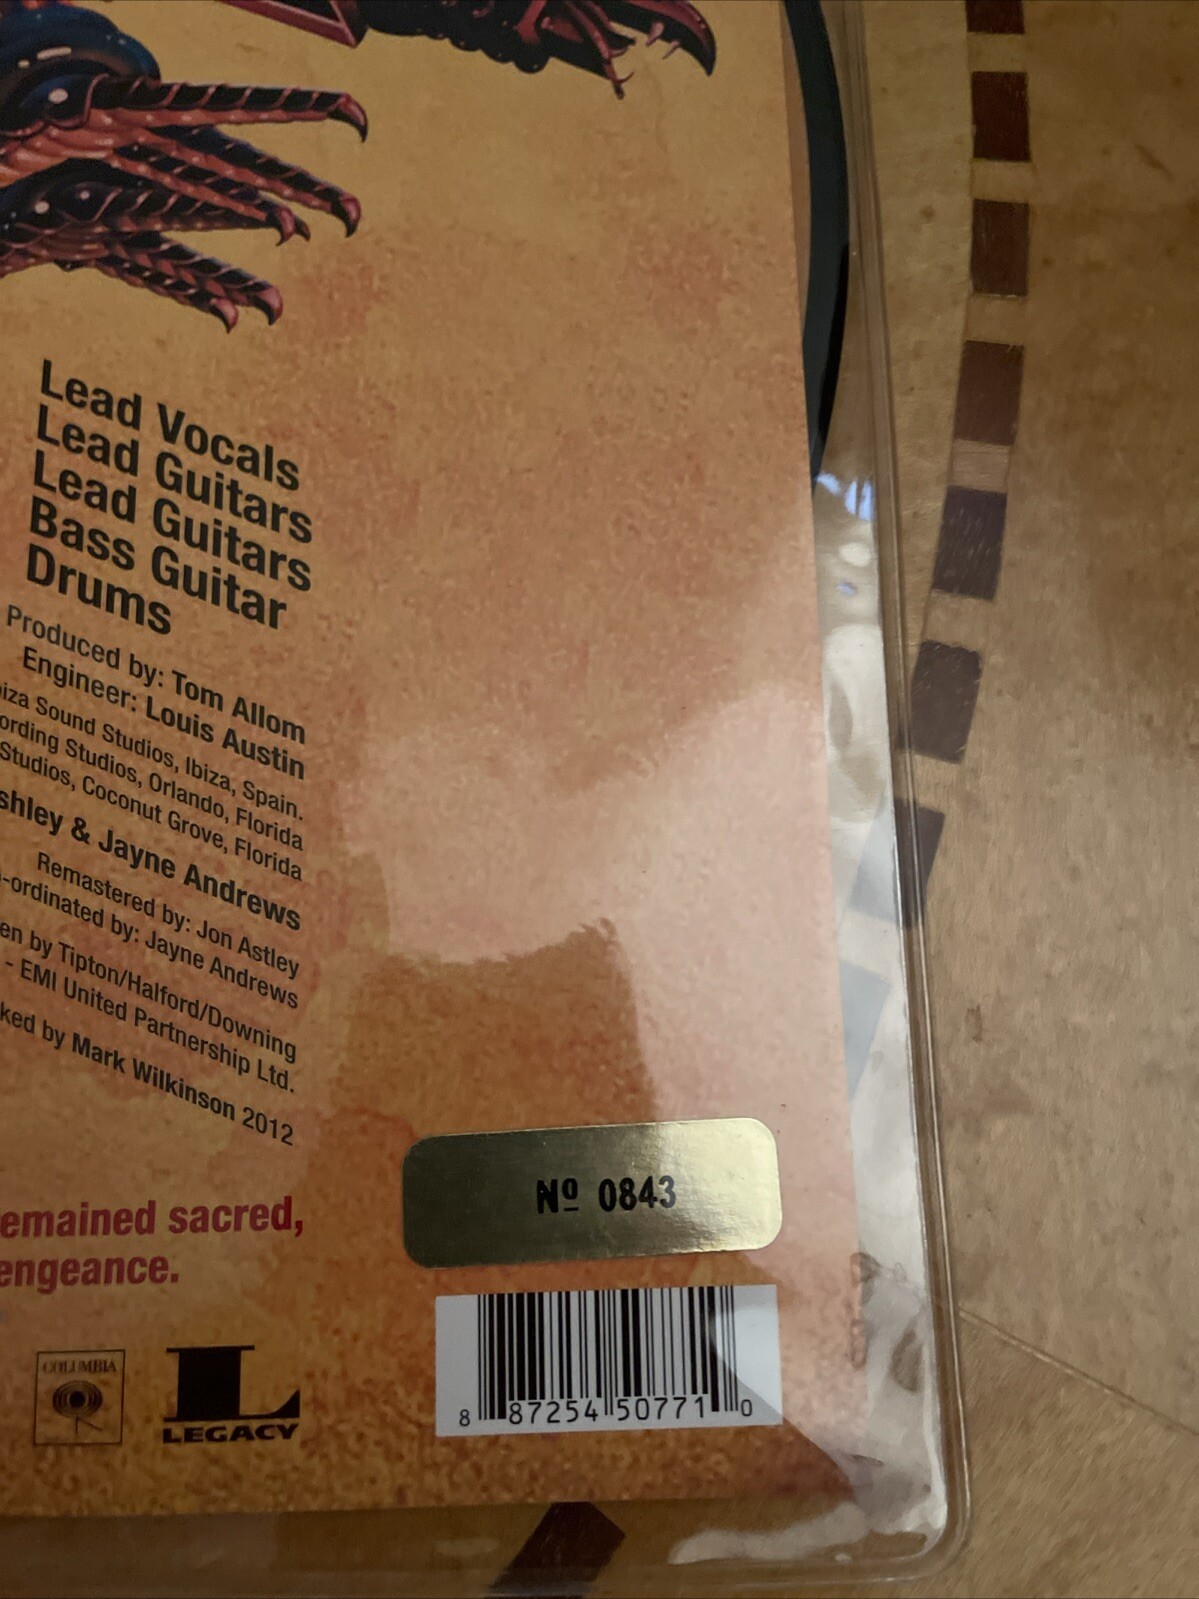 Lead Vocals
Lead Guitars
Lead Guitars
Bass Guitar
Drums
Produced by: Tom Allom
Engineer: Louis Austin
iza Sound Studios, Ibiza, Spain.
ording Studios, Orlando, Florida
Studios, Coconut Grove, Florida
shley & Jayne Andrews
Remastered by: Jon Astley
-ordinated by: Jayne Andrews
en by Tipton/Halford/Downing
- EMI United Partnership Ltd.
ked by Mark Wilkinson 2012
emained sacred,
engeance.
Nº 0843
COLUMBIA
L
LEGACY
8 87254 50771 0